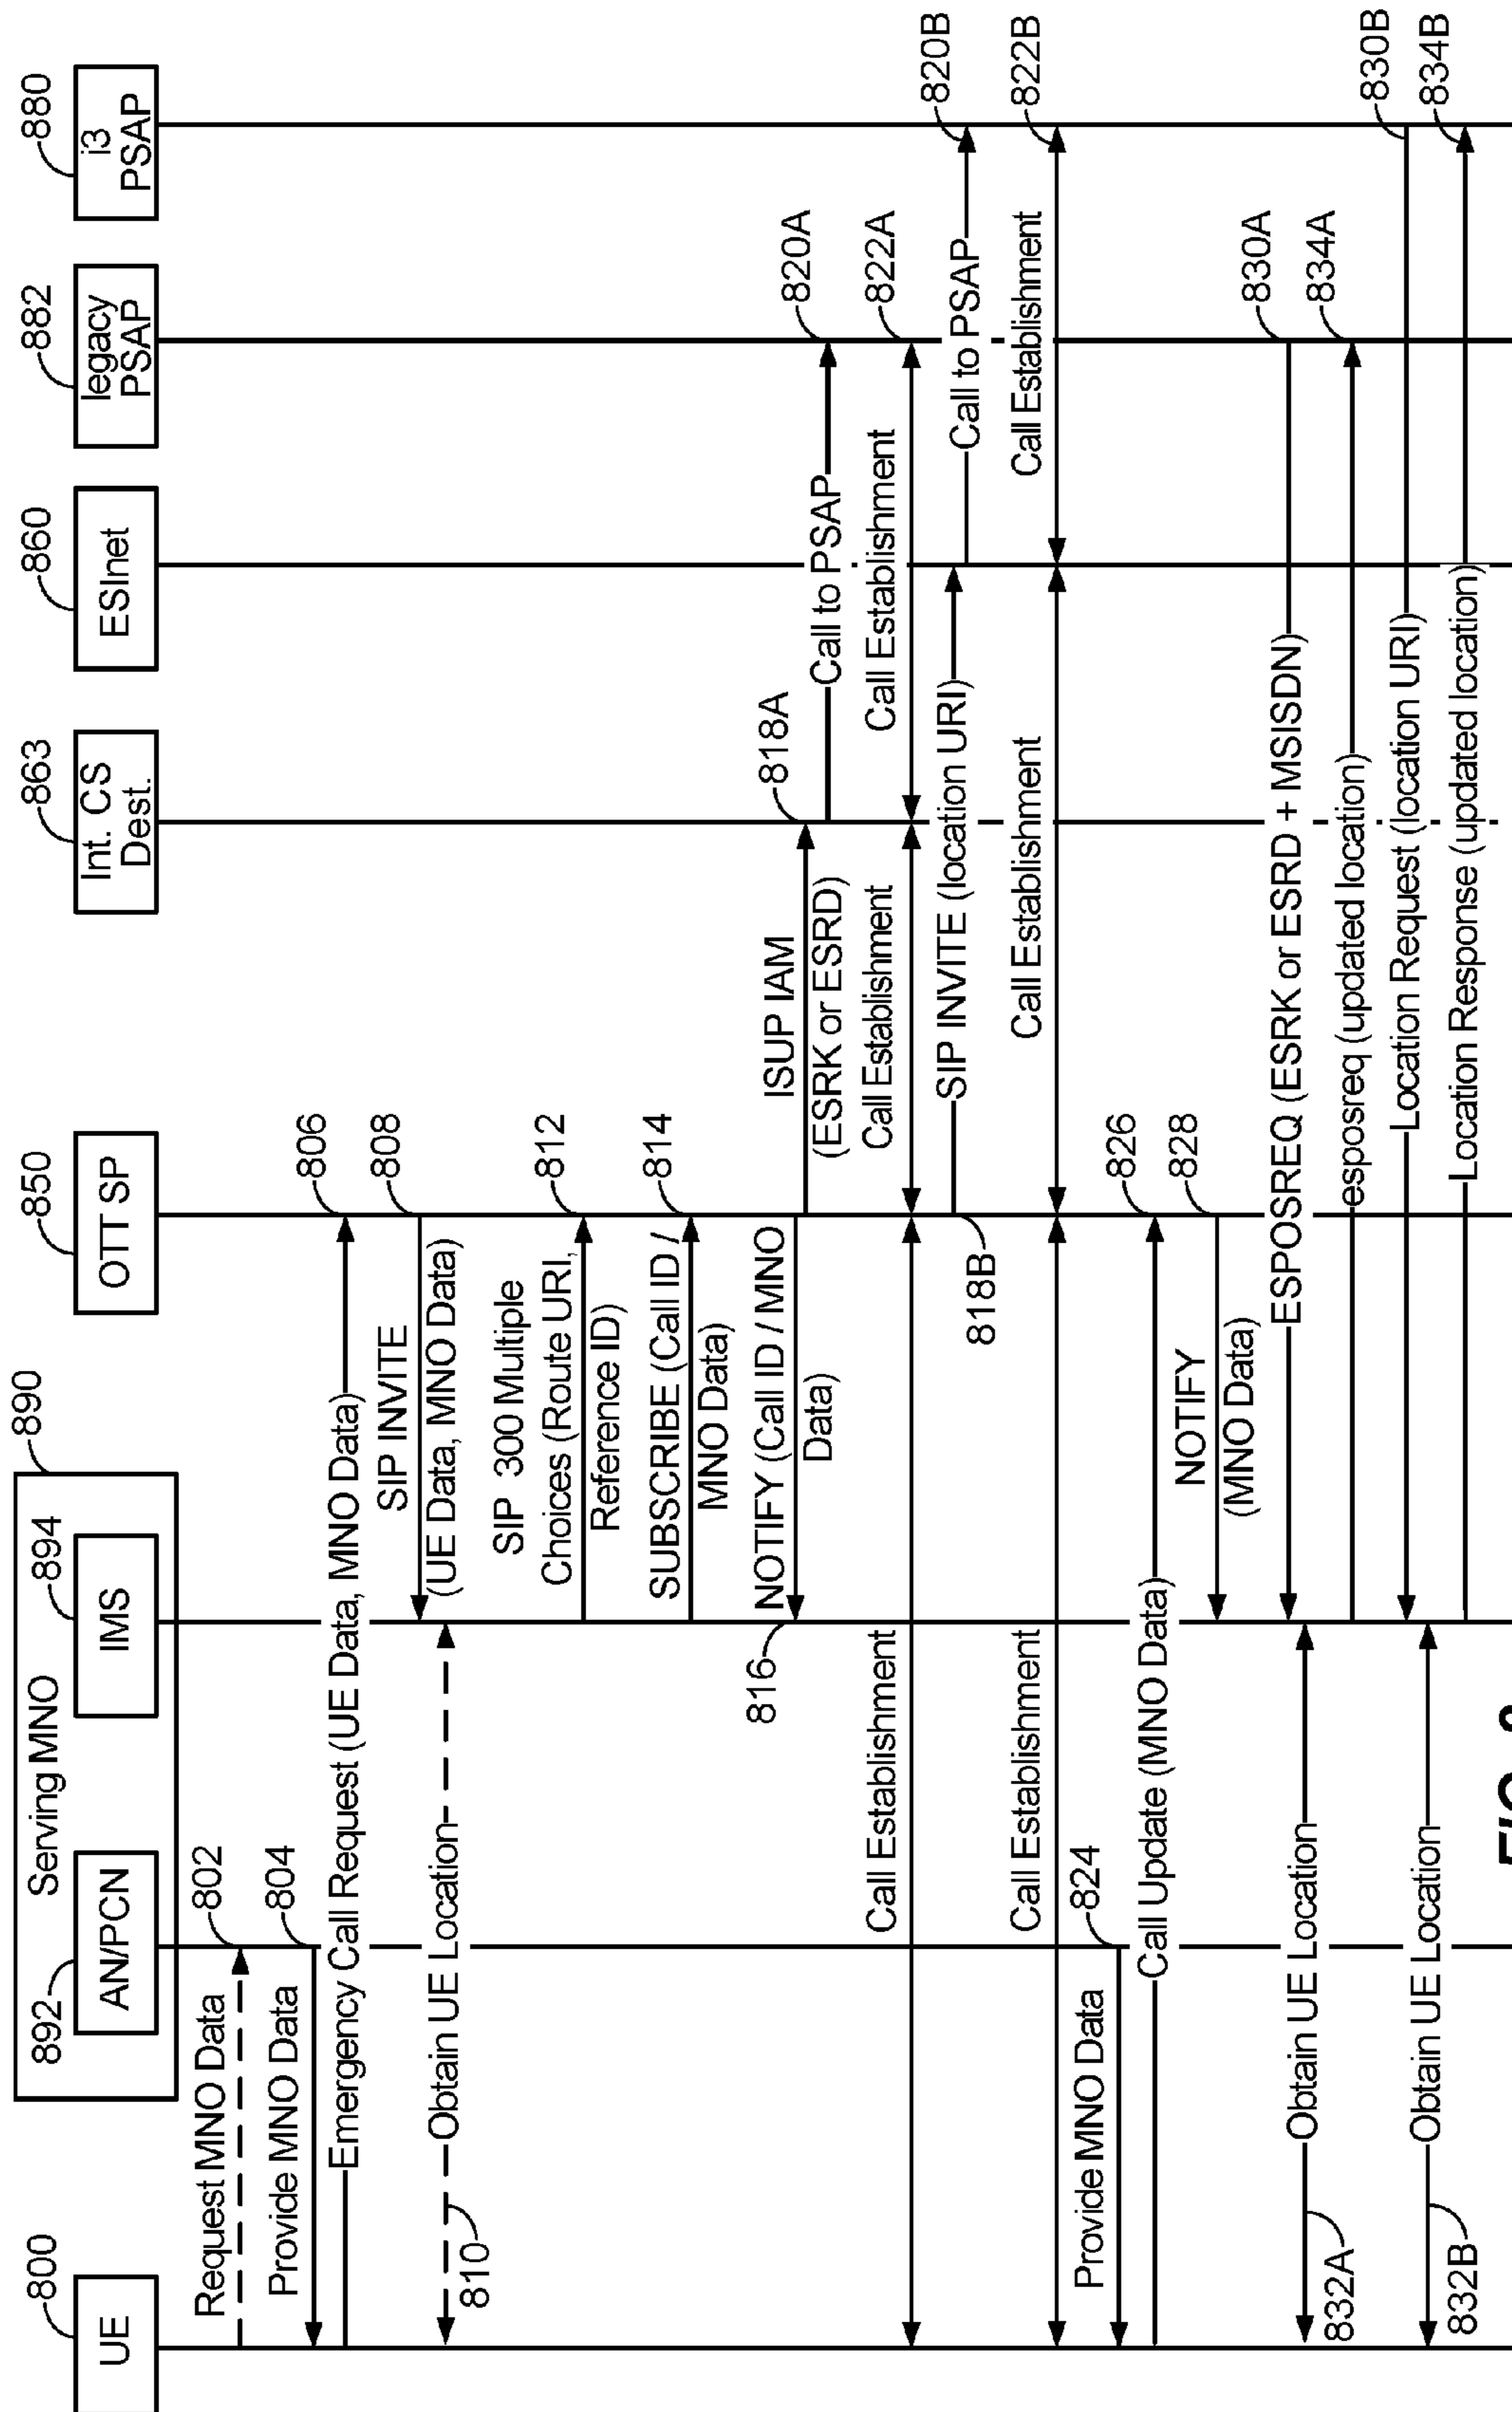 890
800
892
Serving MNO
894
850
863
860
882
880
UE
AN/PCN
IMS
OTT SP
Int. CS
Dest.
ESInet
legacy
PSAP
i3
PSAP
Request MNO Data
802
Provide MNO Data
804
Emergency Call Request (UE Data, MNO Data)
806
SIP INVITE
(UE Data, MNO Data)
808
Obtain UE Location
810
SIP 300 Multiple
Choices (Route URI,
Reference ID)
812
SUBSCRIBE (Call ID /
MNO Data)
814
NOTIFY (Call ID / MNO
Data)
816
ISUP IAM
(ESRK or ESRD)
818A
Call to PSAP
820A
Call Establishment
Call Establishment
Call Establishment
822A
SIP INVITE (location URI)
818B
Call to PSAP
820B
Call Establishment
Call Establishment
Call Establishment
822B
Provide MNO Data
824
Call Update (MNO Data)
826
NOTIFY
(MNO Data)
828
ESPOSREQ (ESRK or ESRD + MSISDN)
830A
Obtain UE Location
832A
esposreq (updated location)
834A
Location Request (location URI)
830B
Obtain UE Location
832B
Location Response (updated location)
834B